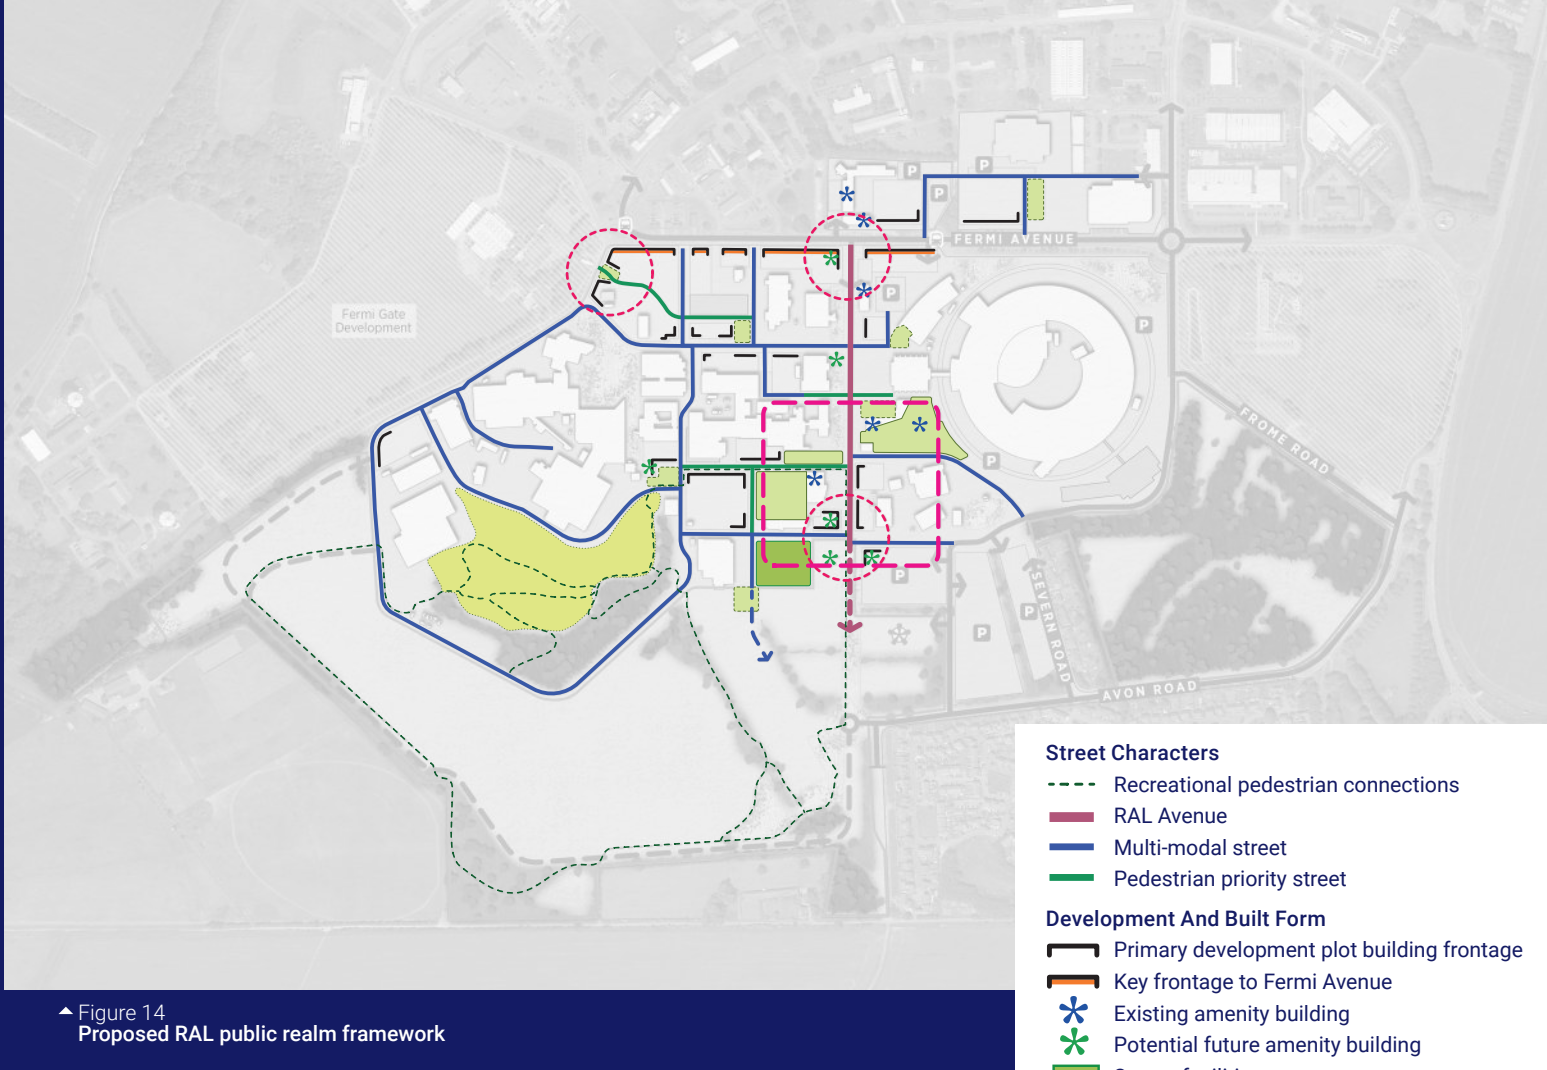 P
P
P
FERMI AVENUE
P
Fermi Gate
Development
P
FROME ROAD
P
P
SEVERN ROAD
P
P
AVON ROAD
Street Characters
Recreational pedestrian connections
RAL Avenue
Multi-modal street
Pedestrian priority street
Development And Built Form
Primary development plot building frontage
Key frontage to Fermi Avenue
Existing amenity building
Potential future amenity building
Figure 14
Proposed RAL public realm framework